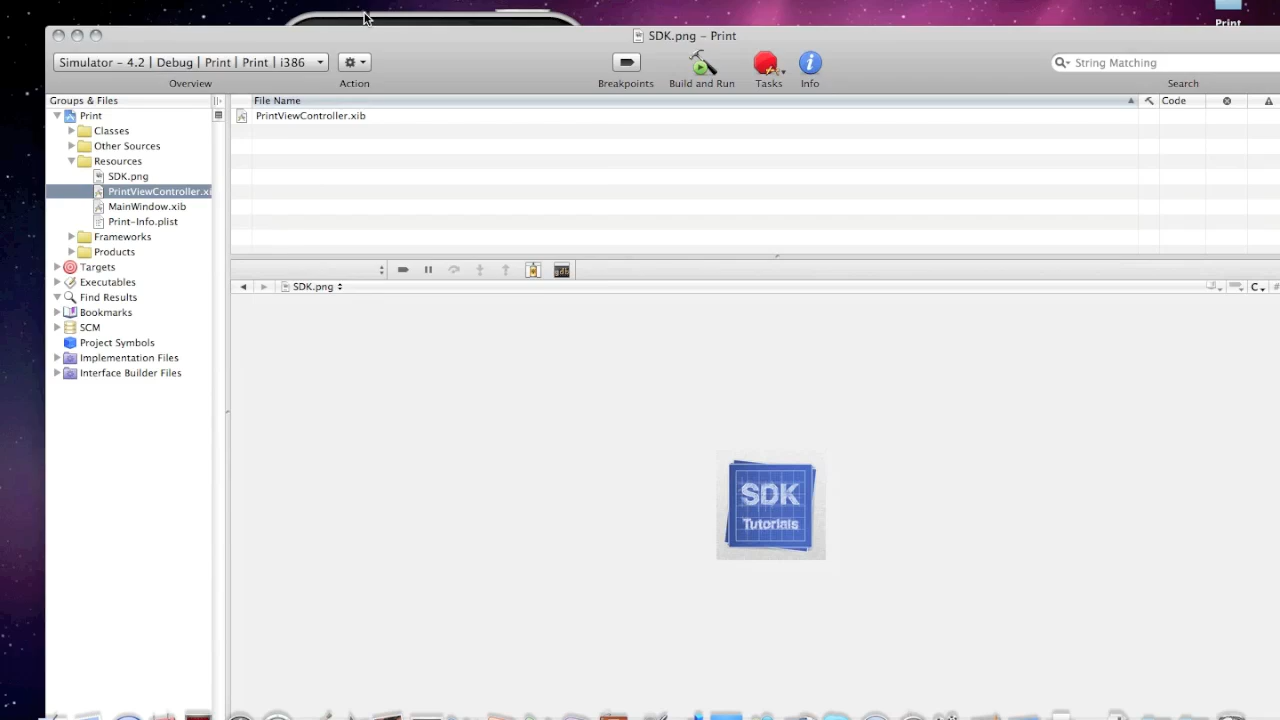 Print
SDK.png – Print
Simulator – 4.2 | Debug | Print | Print | i386
String Matching
Overview
Action
Breakpoints
Build and Run
Tasks
Info
Search
Groups & Files
File Name
Code
Print
PrintViewController.xib
Classes
Other Sources
Resources
SDK.png
PrintViewController.xi
MainWindow.xib
Print-Info.plist
Frameworks
Products
Targets
gdb
Executables
SDK.png
C
#
Find Results
Bookmarks
SCM
Project Symbols
Implementation Files
Interface Builder Files
SDK
Tutorials